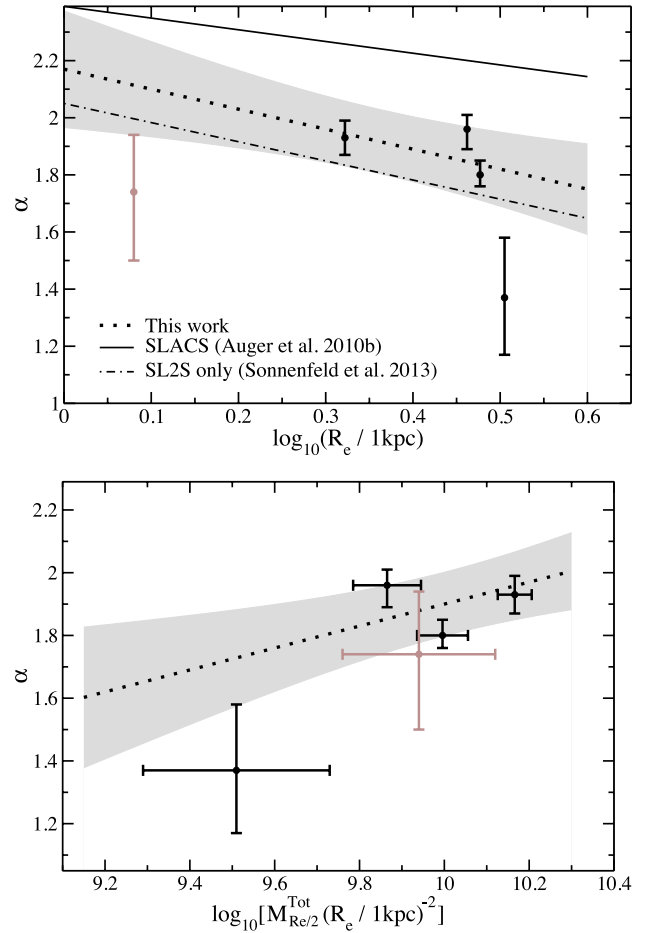 2.2
2
1.8
1.6
1.4
1.2
1
α
This work
SLACS (Auger et al. 2010b)
SL2S only (Sonnenfeld et al. 2013)
0 0.1 0.2 0.3 0.4 0.5 0.6
log10(Re / 1kpc)
2.2
2
1.8
1.6
1.4
1.2
α
9.2 9.4 9.6 9.8 10 10.2 10.4
log10[M^Tot_Re/2 (Re / 1kpc)^-2]